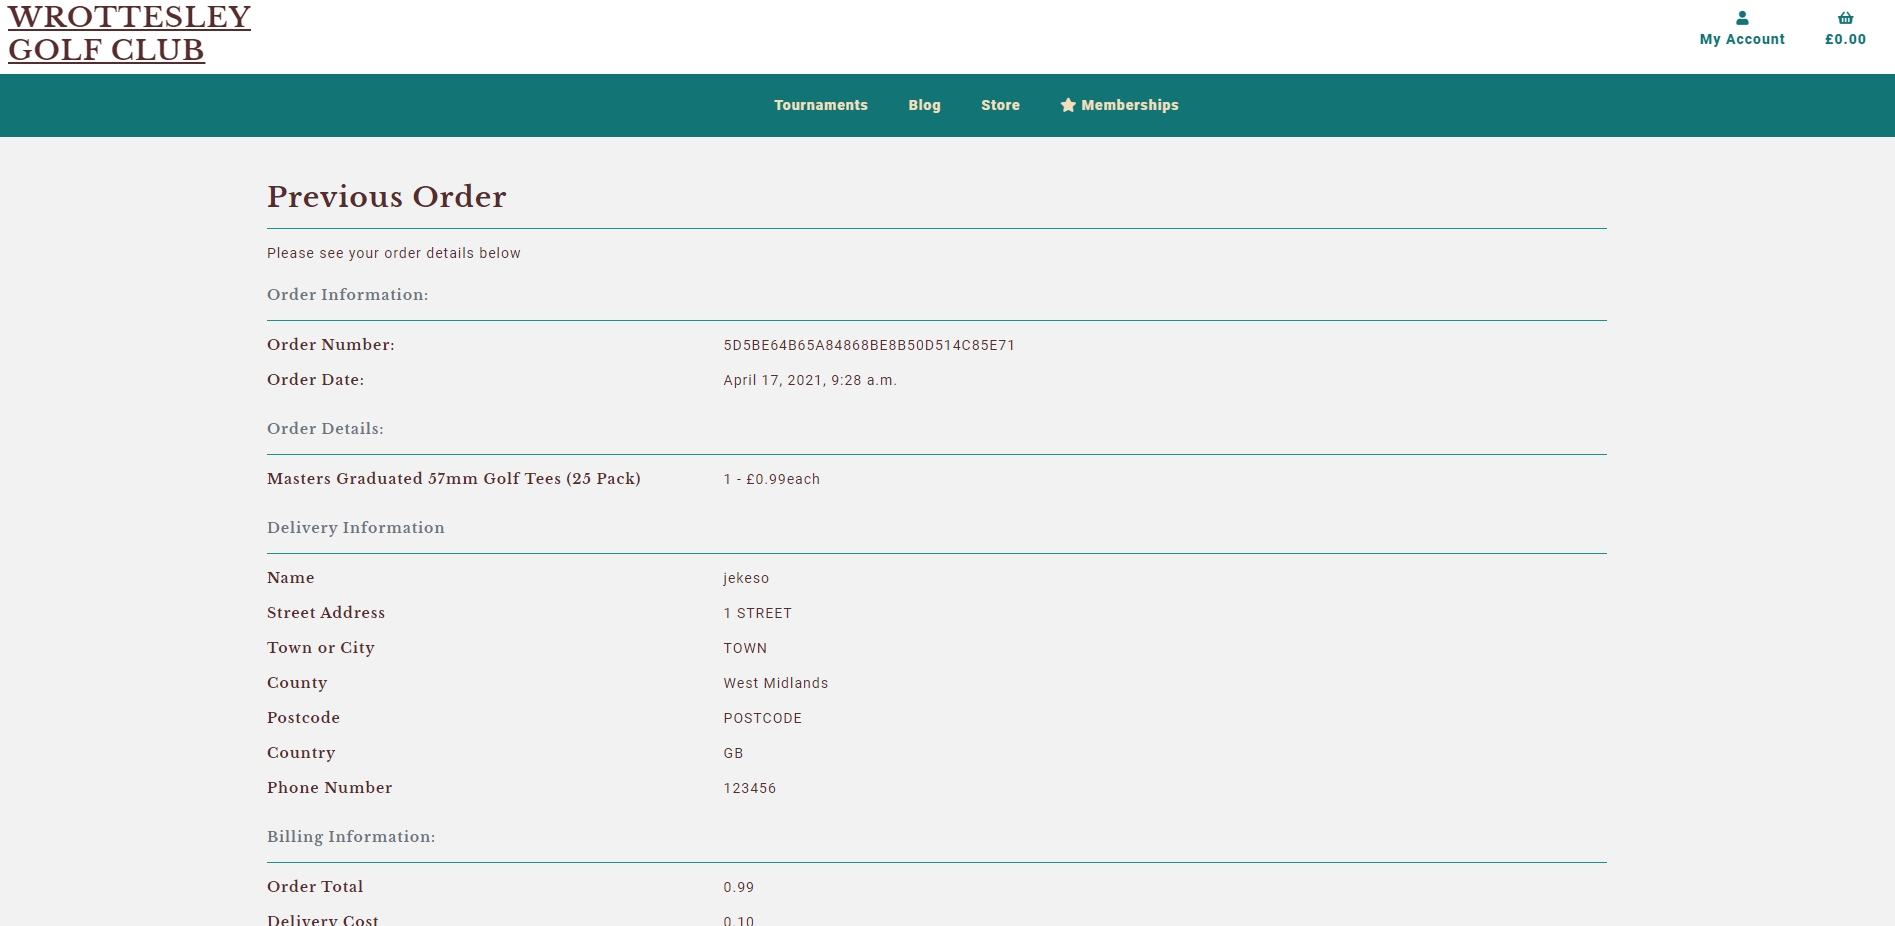 WROTTESLEY
GOLF CLUB
My Account
£0.00
Tournaments Blog Store Memberships
Previous Order
Please see your order details below
Order Information:
Order Number: 5D5BE64B65A84868BE8B50D514C85E71
Order Date: April 17, 2021, 9:28 a.m.
Order Details:
Masters Graduated 57mm Golf Tees (25 Pack) 1 - £0.99each
Delivery Information
Name jekeso
Street Address 1 STREET
Town or City TOWN
County West Midlands
Postcode POSTCODE
Country GB
Phone Number 123456
Billing Information:
Order Total 0.99
Delivery Cost 0.10